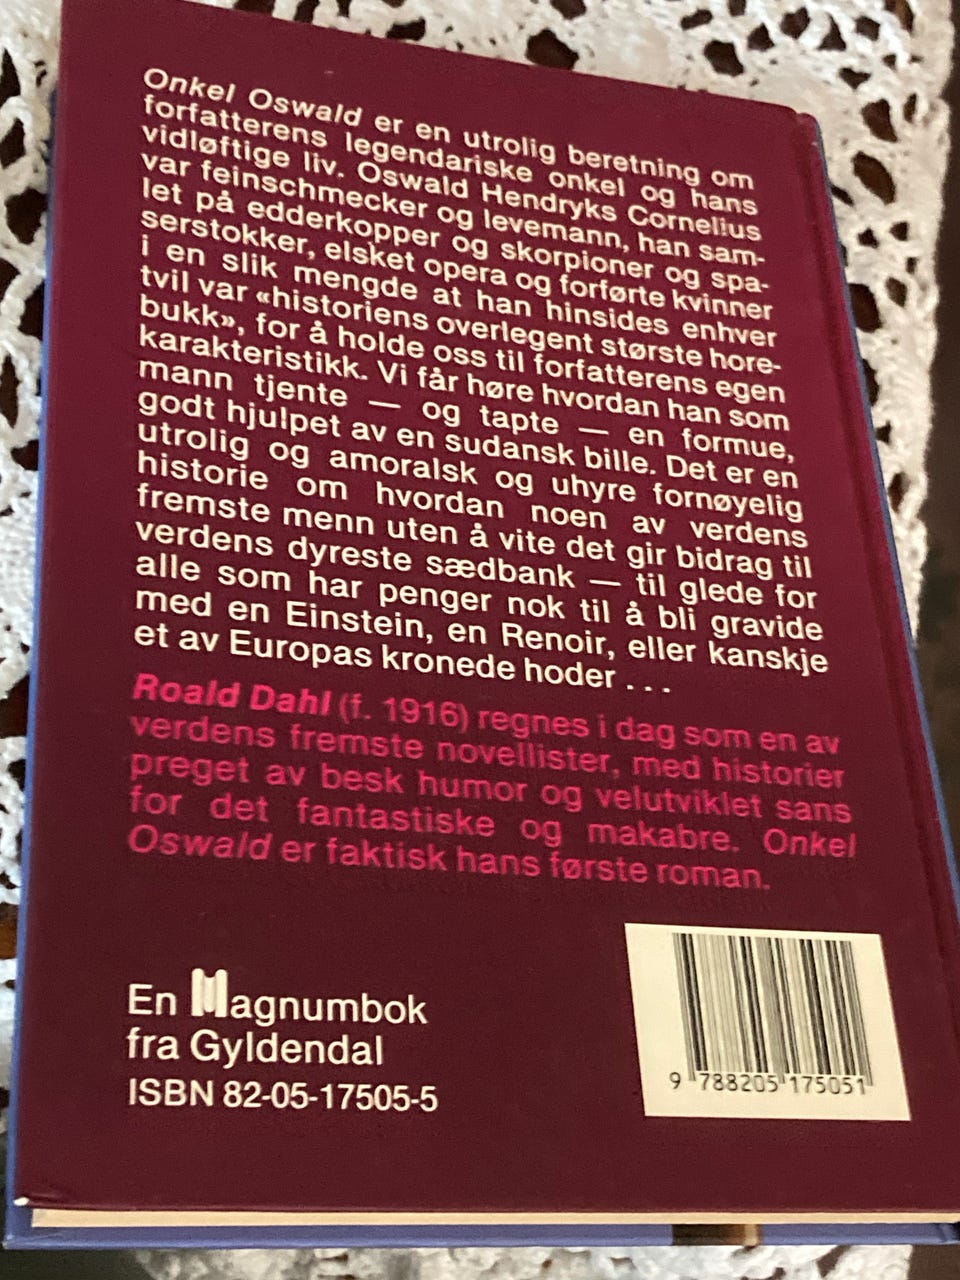 Onkel Oswald er en utrolig beretning om
forfatterens legendariske onkel og hans
vidløftige liv. Oswald Hendryks Cornelius
var feinschmecker og levemann, han sam-
let på edderkopper og skorpioner og spa-
serstokker, elsket opera og forførte kvinner
i en slik mengde at han hinsides enhver
tvil var «historiens overlegent største hore-
bukk», for å holde oss til forfatterens egen
karakteristikk. Vi får høre hvordan han som
mann tjente — og tapte — en formue,
godt hjulpet av en sudansk bille. Det er en
utrolig og amoralsk og uhyre fornøyelig
historie om hvordan noen av verdens
fremste menn uten å vite det gir bidrag til
verdens dyreste sædbank — til glede for
alle som har penger nok til å bli gravide
med en Einstein, en Renoir, eller kanskje
et av Europas kronede hoder . . .
Roald Dahl (f. 1916) regnes i dag som en av
verdens fremste novellister, med historier
preget av besk humor og velutviklet sans
for det fantastiske og makabre. Onkel
Oswald er faktisk hans første roman.
En Magnumbok
fra Gyldendal
ISBN 82-05-17505-5
9 788205 175051